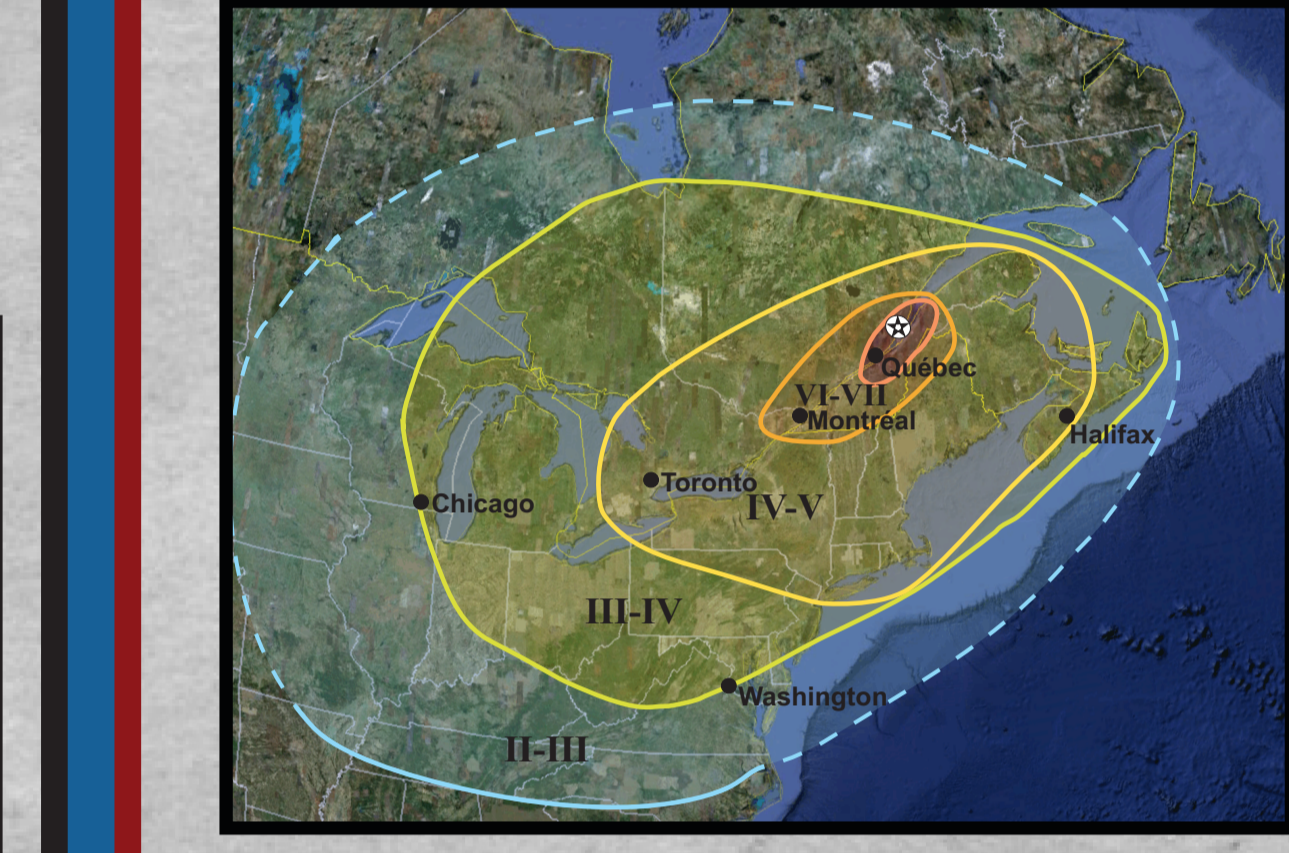 Québec
VI-VII
Montréal
Halifax
Toronto
IV-V
Chicago
III-IV
Washington
II-III